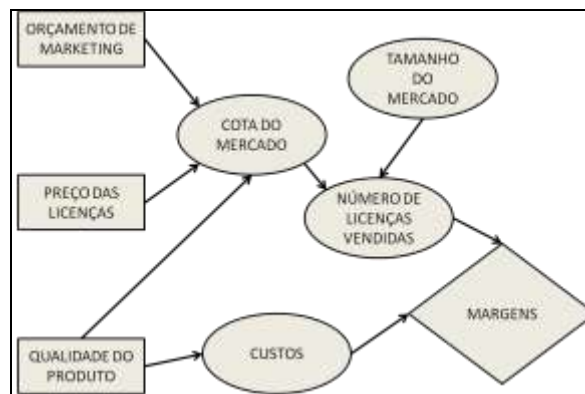 ORÇAMENTO DE
MARKETING
TAMANHO
DO
MERCADO
COTA DO
MERCADO
PREÇO DAS
LICENÇAS
NÚMERO DE
LICENÇAS
VENDIDAS
MARGENS
QUALIDADE DO
PRODUTO
CUSTOS